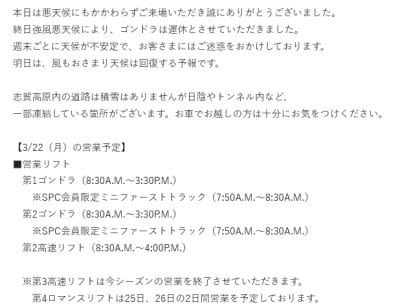 本日は悪天候にもかかわらずご来場いただき誠にありがとうございました。
終日強風悪天候により、ゴンドラは運休とさせていただきました。
週末ごとに天候が不安定で、お客さまにはご迷惑をおかけしております。
明日は、風もおさまり天候は回復する予報です。
志賀高原内の道路は積雪はありませんが日陰やトンネル内など、
一部凍結している箇所がございます。お車でお越しの方は十分にお気をつけください。
【3/22（月）の営業予定】
■営業リフト
第1ゴンドラ（8:30A.M.～3:30P.M.）
※SPC会員限定ミニファーストトラック（7:50A.M.～8:30A.M.）
第2ゴンドラ（8:30A.M.～3:30P.M.）
※SPC会員限定ミニファーストトラック（7:50A.M.～8:30A.M.）
第2高速リフト（8:30A.M.～4:00P.M.）
※第3高速リフトは今シーズンの営業を終了させていただきます。
第4ロマンスリフトは25日、26日の2日間営業を予定しております。